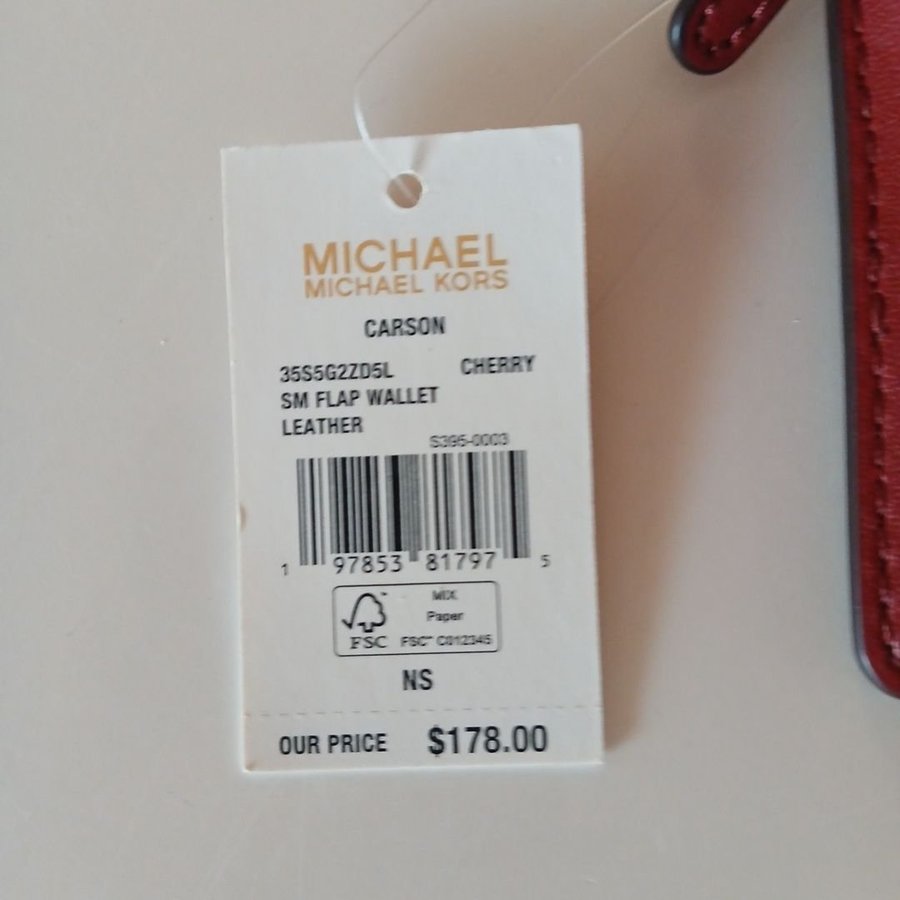 MICHAEL
MICHAEL KORS
CARSON
35S5G2ZD5L CHERRY
SM FLAP WALLET
LEATHER
S395-0003
1 97853 81797 5
MIX
Paper
FSC™ FSC® C012345
NS
OUR PRICE $178.00